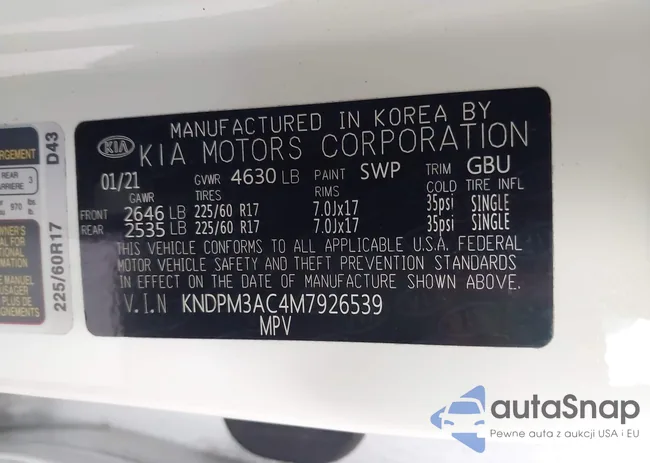 MANUFACTURED IN KOREA BY
KIA KIA MOTORS CORPORATION
01/21 GVWR 4630 LB PAINT SWP TRIM GBU
GAWR TIRES RIMS COLD TIRE INFL
FRONT 2646 LB 225/60 R17 7.0Jx17 35psi SINGLE
REAR 2535 LB 225/60 R17 7.0Jx17 35psi SINGLE
THIS VEHICLE CONFORMS TO ALL APPLICABLE U.S.A. FEDERAL
MOTOR VEHICLE SAFETY AND THEFT PREVENTION STANDARDS
IN EFFECT ON THE DATE OF MANUFACTURE SHOWN ABOVE.
V.I.N KNDPM3AC4M7926539
MPV
D43
REAR 3
225/60R17
autaSnap
Pewne auta z aukcji USA i EU